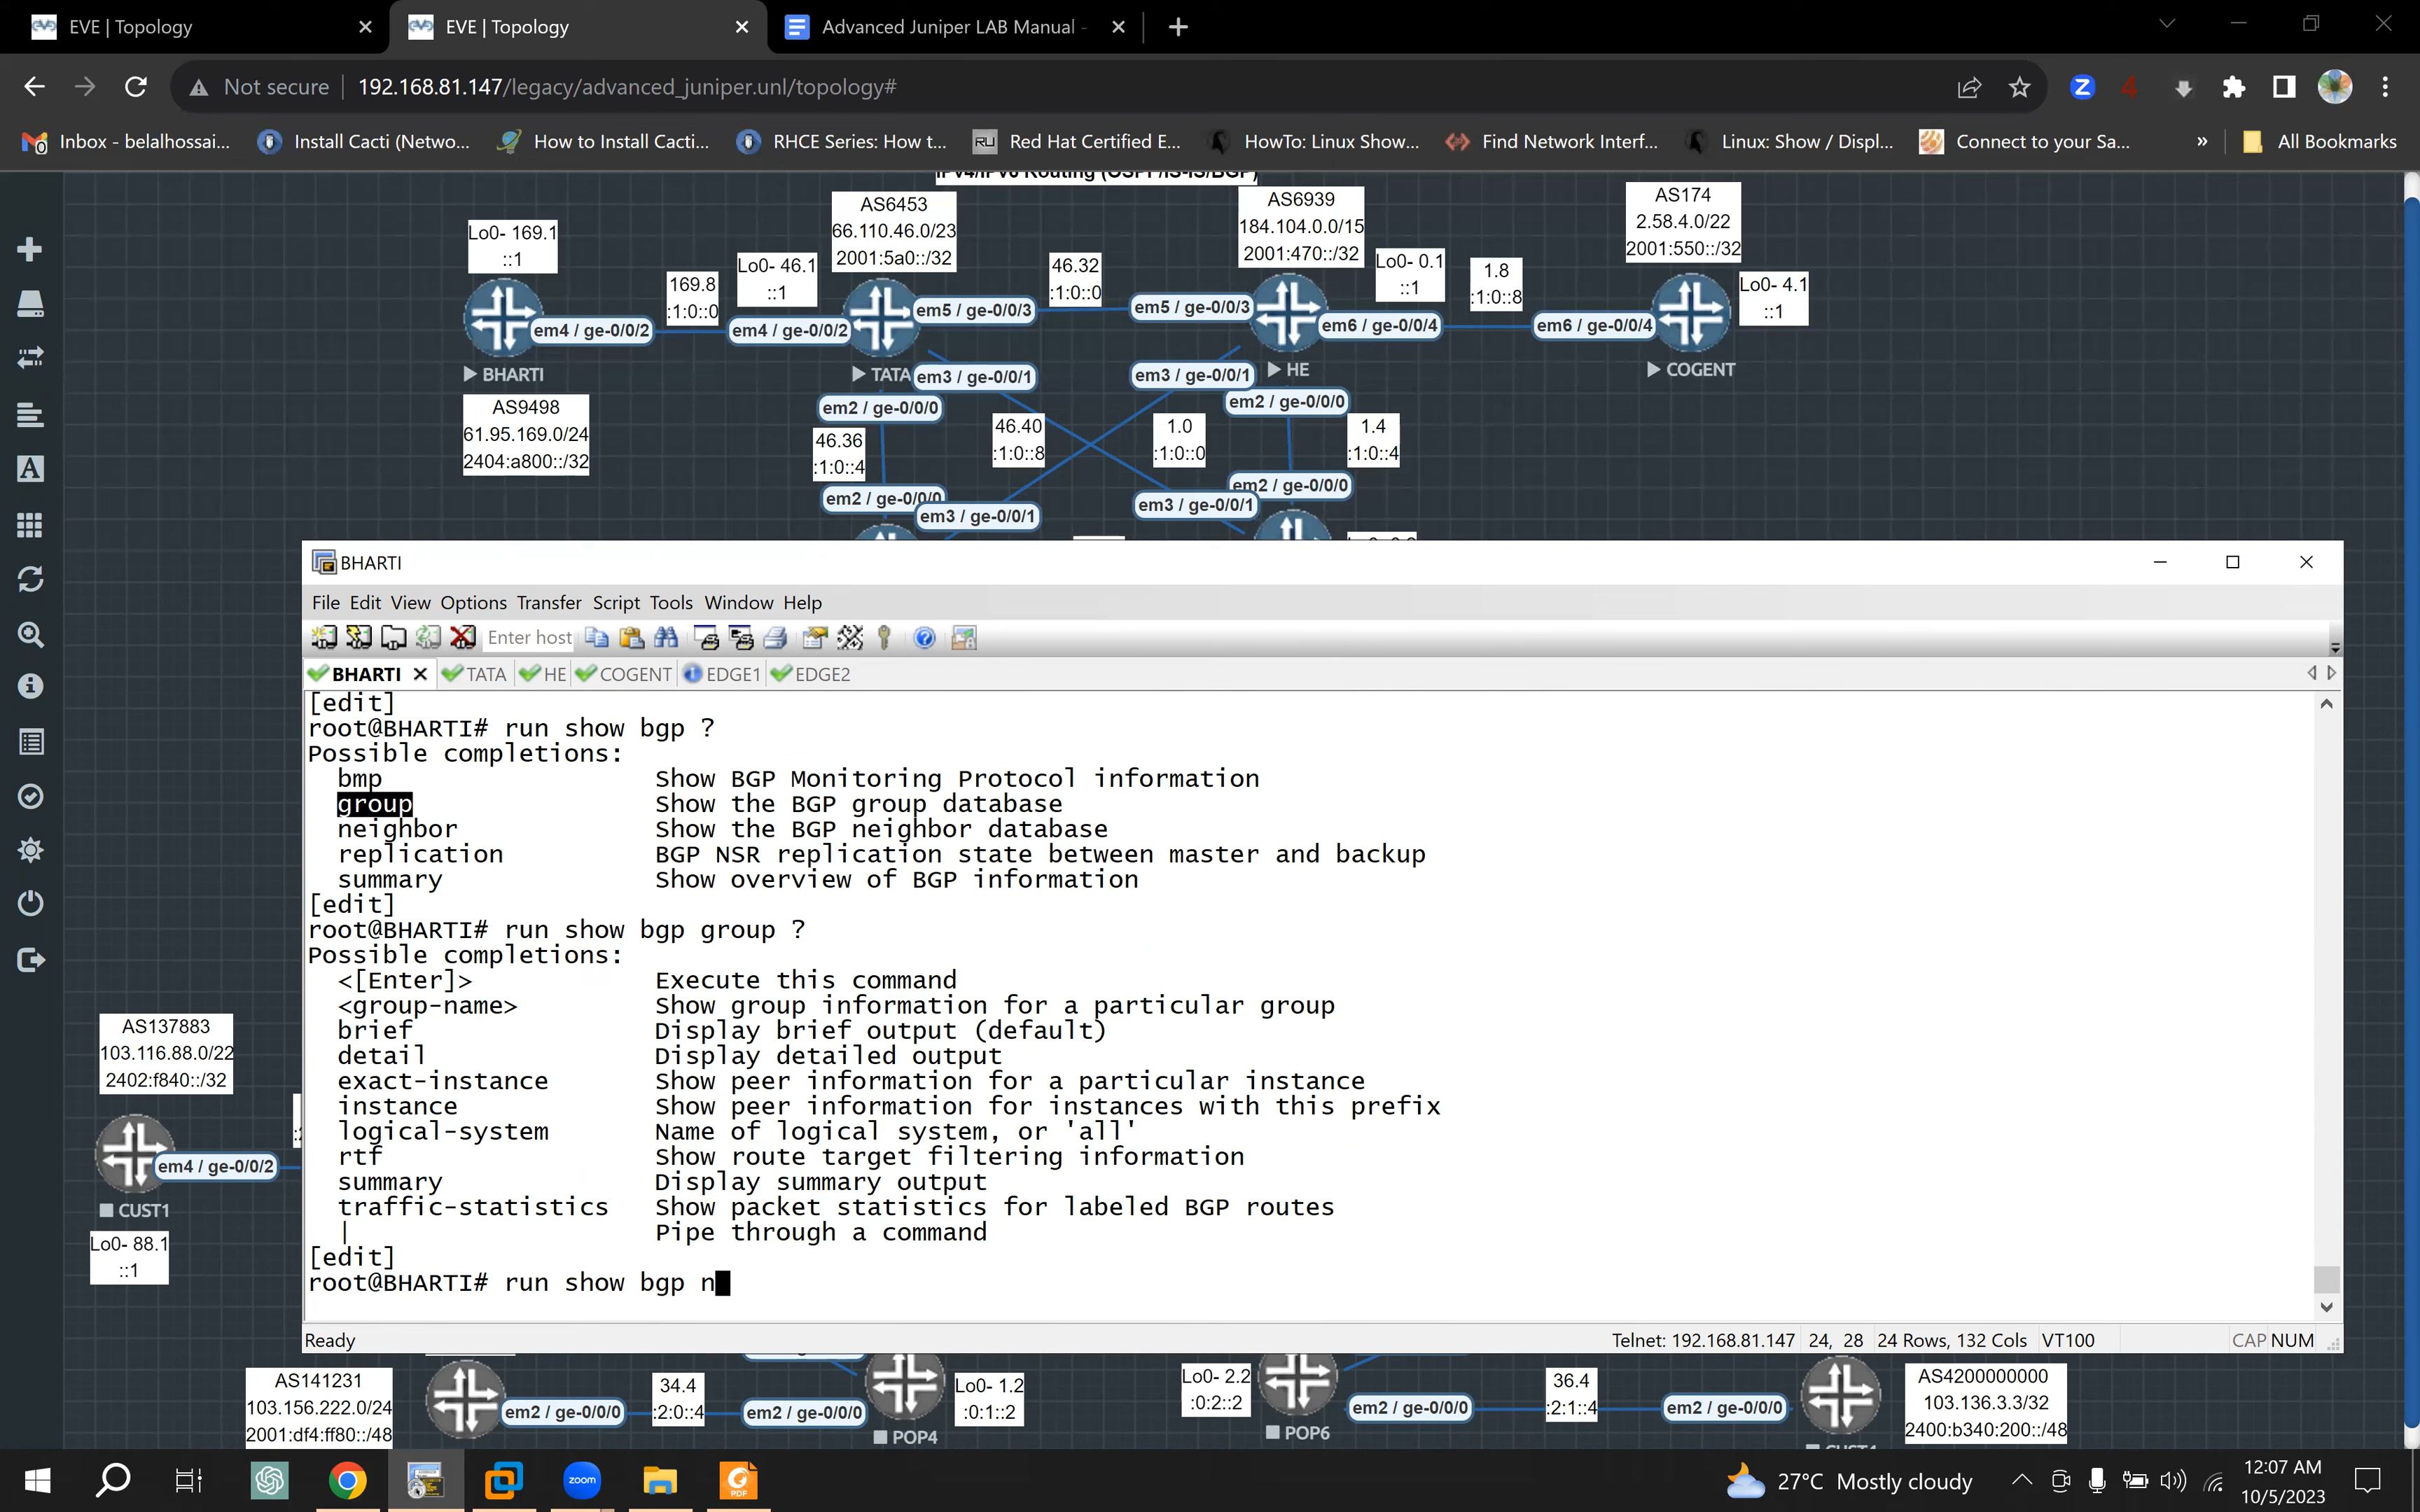 EVE | Topology
EVE | Topology
Advanced Juniper LAB Manual -
Not secure
192.168.81.147/legacy/advanced_juniper.unl/topology#
Inbox - belalhossai...
Install Cacti (Netwo...
How to Install Cacti...
RHCE Series: How t...
RU
Red Hat Certified E...
HowTo: Linux Show...
Find Network Interf...
Linux: Show / Displ...
Connect to your Sa...
»
All Bookmarks
IPv4/IPv6 Routing (OSPF/IS-IS/BGP)
Lo0- 169.1
::1
AS6453
66.110.46.0/23
2001:5a0::/32
AS6939
184.104.0.0/15
2001:470::/32
AS174
2.58.4.0/22
2001:550::/32
169.8
:1:0::0
Lo0- 46.1
::1
46.32
:1:0::0
Lo0- 0.1
::1
1.8
:1:0::8
Lo0- 4.1
::1
em4 / ge-0/0/2
em4 / ge-0/0/2
em5 / ge-0/0/3
em5 / ge-0/0/3
em6 / ge-0/0/4
em6 / ge-0/0/4
BHARTI
TATA
em3 / ge-0/0/1
em3 / ge-0/0/1
HE
COGENT
AS9498
61.95.169.0/24
2404:a800::/32
em2 / ge-0/0/0
em2 / ge-0/0/0
46.36
:1:0::4
46.40
:1:0::8
1.0
:1:0::0
1.4
:1:0::4
em2 / ge-0/0/0
em3 / ge-0/0/1
em3 / ge-0/0/1
em2 / ge-0/0/0
BHARTI
File Edit View Options Transfer Script Tools Window Help
Enter host
BHARTI
TATA
HE
COGENT
EDGE1
EDGE2
[edit]
root@BHARTI# run show bgp ?
Possible completions:
bmp Show BGP Monitoring Protocol information
group Show the BGP group database
neighbor Show the BGP neighbor database
replication BGP NSR replication state between master and backup
summary Show overview of BGP information
[edit]
root@BHARTI# run show bgp group ?
Possible completions:
<[Enter]> Execute this command
<group-name> Show group information for a particular group
brief Display brief output (default)
detail Display detailed output
exact-instance Show peer information for a particular instance
instance Show peer information for instances with this prefix
logical-system Name of logical system, or 'all'
rtf Show route target filtering information
summary Display summary output
traffic-statistics Show packet statistics for labeled BGP routes
| Pipe through a command
[edit]
root@BHARTI# run show bgp n
Ready
Telnet: 192.168.81.147 24, 28 24 Rows, 132 Cols VT100 CAP NUM
AS137883
103.116.88.0/22
2402:f840::/32
em4 / ge-0/0/2
CUST1
Lo0- 88.1
::1
AS141231
103.156.222.0/24
2001:df4:ff80::/48
em2 / ge-0/0/0
34.4
:2:0::4
em2 / ge-0/0/0
POP4
Lo0- 1.2
:0:1::2
Lo0- 2.2
:0:2::2
POP6
em2 / ge-0/0/0
36.4
:2:1::4
em2 / ge-0/0/0
AS4200000000
103.136.3.3/32
2400:b340:200::/48
zoom
PDF
27°C Mostly cloudy
12:07 AM
10/5/2023